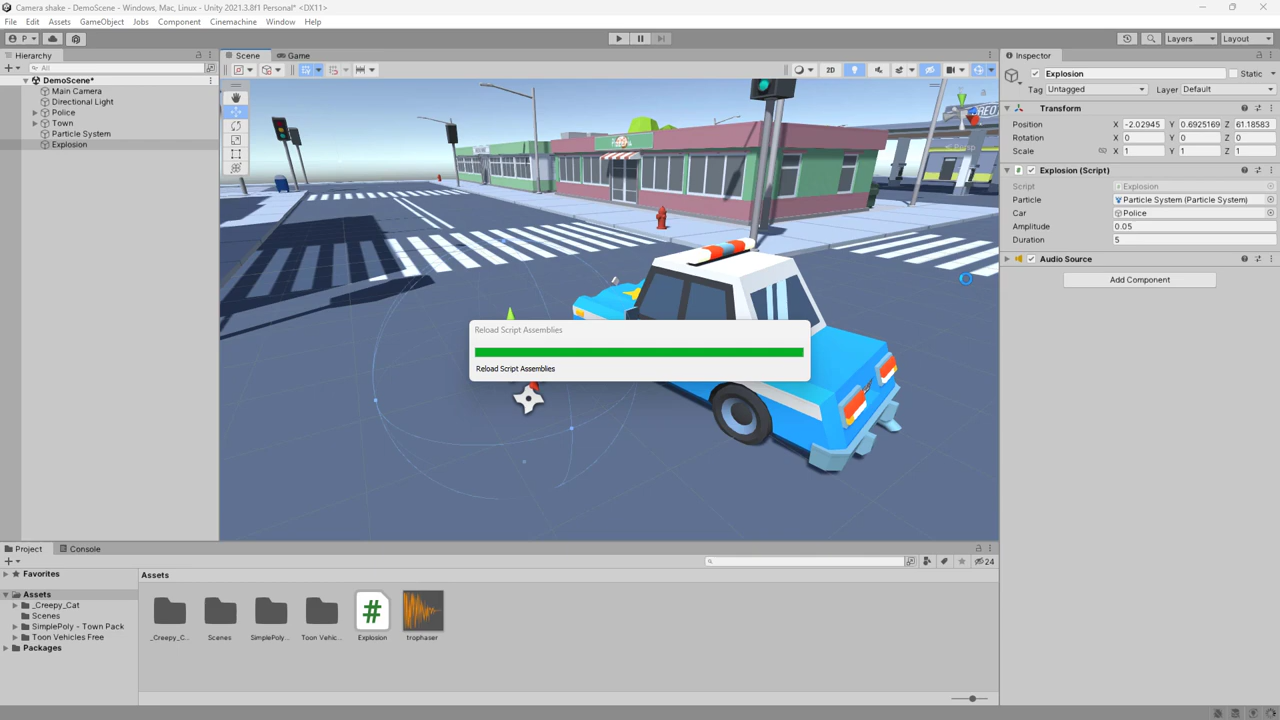 Camera shake - DemoScene - Windows, Mac, Linux - Unity 2021.3.8f1 Personal* <DX11>
File Edit Assets GameObject Jobs Component Cinemachine Window Help
P
Layers Layout
Hierarchy
All
DemoScene*
Main Camera
Directional Light
Police
Town
Particle System
Explosion
Scene Game
2D
Persp
Reload Script Assemblies
Reload Script Assemblies
Inspector
Explosion Static
Tag Untagged Layer Default
Transform
Position X -2.02945 Y 0.6925169 Z 61.18583
Rotation X 0 Y 0 Z 0
Scale X 1 Y 1 Z 1
Explosion (Script)
Script Explosion
Particle Particle System (Particle System)
Car Police
Amplitude 0.05
Duration 5
Audio Source
Add Component
Project Console
24
Favorites
Assets
_Creepy_Cat
Scenes
SimplePoly - Town Pack
Toon Vehicles Free
Packages
Assets
_Creepy_C... Scenes SimplePoly... Toon Vehic... Explosion trophaser